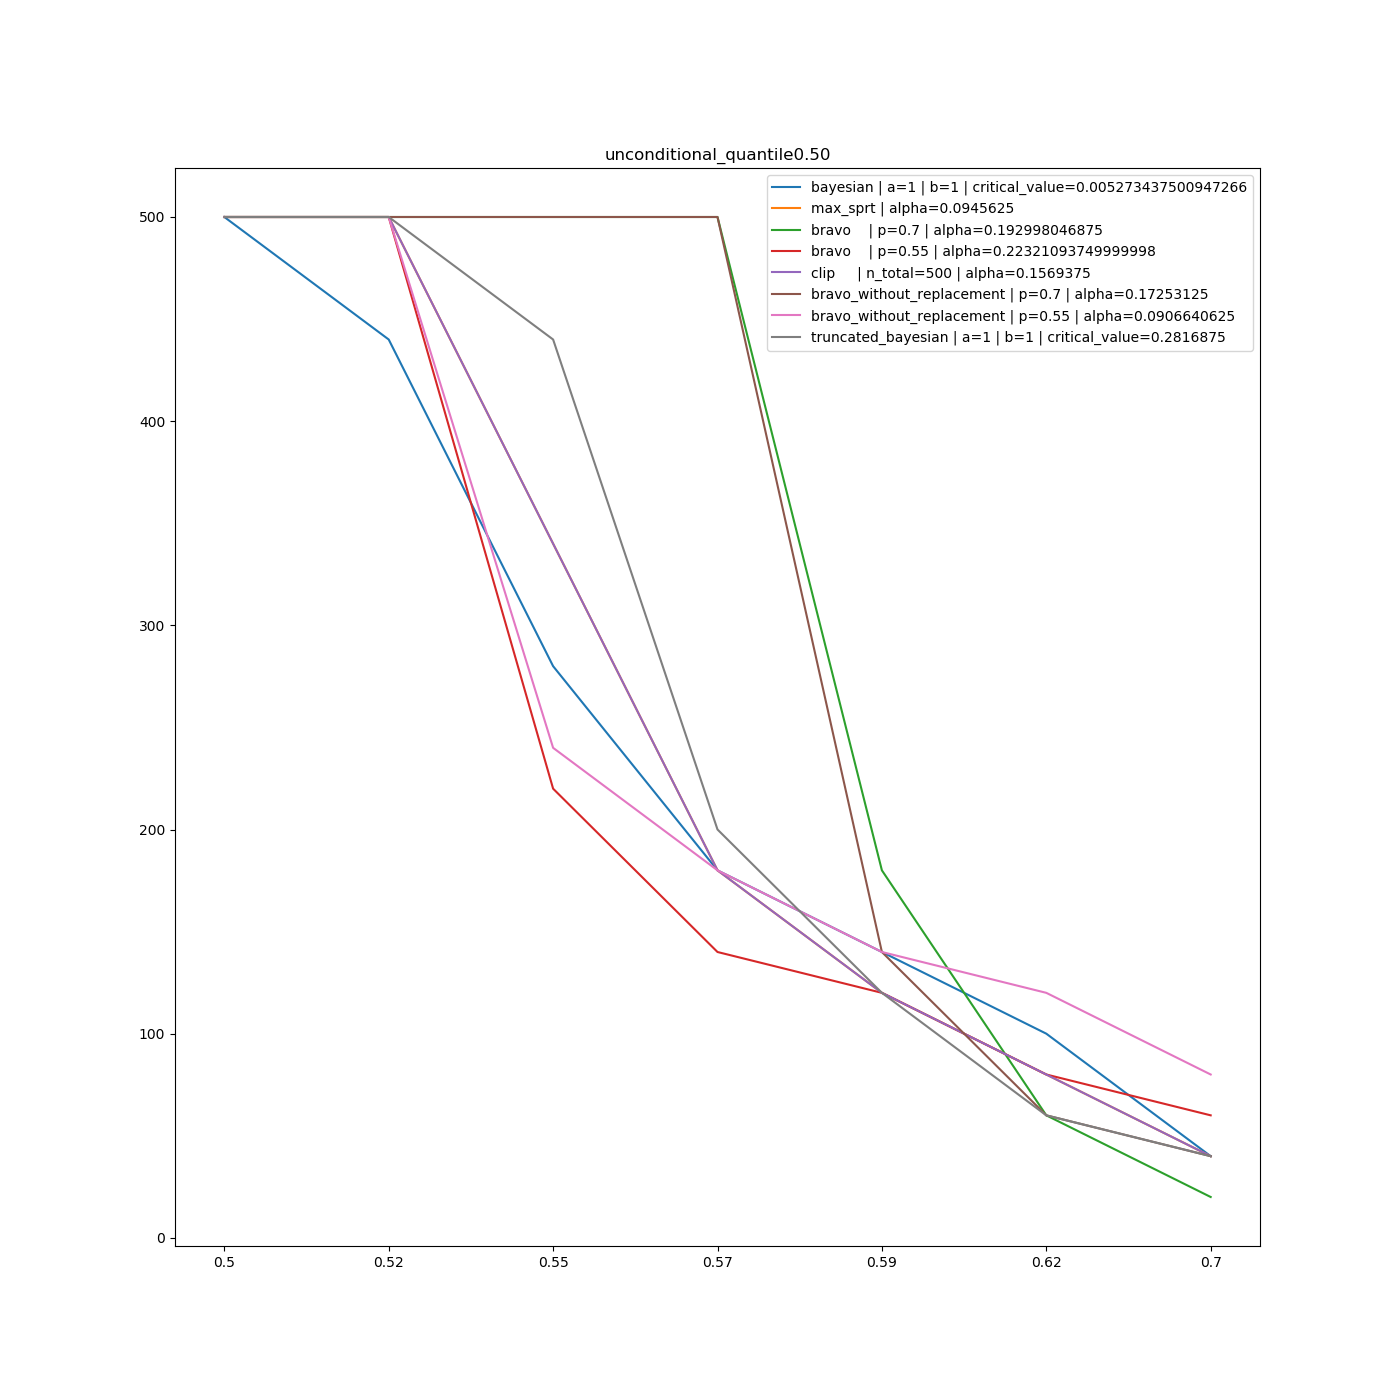 unconditional_quantile0.50
bayesian | a=1 | b=1 | critical_value=0.005273437500947266
max_sprt | alpha=0.0945625
bravo    | p=0.7 | alpha=0.192998046875
bravo    | p=0.55 | alpha=0.22321093749999998
clip     | n_total=500 | alpha=0.1569375
bravo_without_replacement | p=0.7 | alpha=0.17253125
bravo_without_replacement | p=0.55 | alpha=0.0906640625
truncated_bayesian | a=1 | b=1 | critical_value=0.2816875
500
400
300
200
100
0
0.5 0.52 0.55 0.57 0.59 0.62 0.7